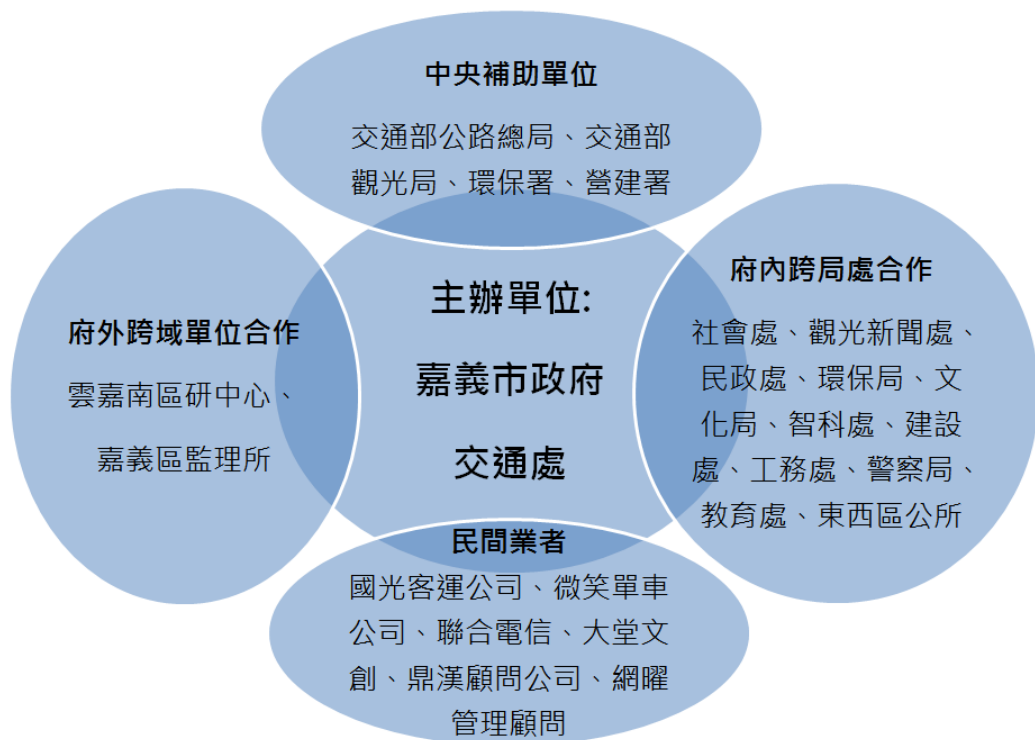 中央補助單位
交通部公路總局、交通部
觀光局、環保署、營建署
府外跨域單位合作
雲嘉南區研中心、
嘉義區監理所
主辦單位:
嘉義市政府
交通處
府內跨局處合作
社會處、觀光新聞處、
民政處、環保局、文
化局、智科處、建設
處、工務處、警察局、
教育處、東西區公所
民間業者
國光客運公司、微笑單車
公司、聯合電信、大堂文
創、鼎漢顧問公司、網曜
管理顧問